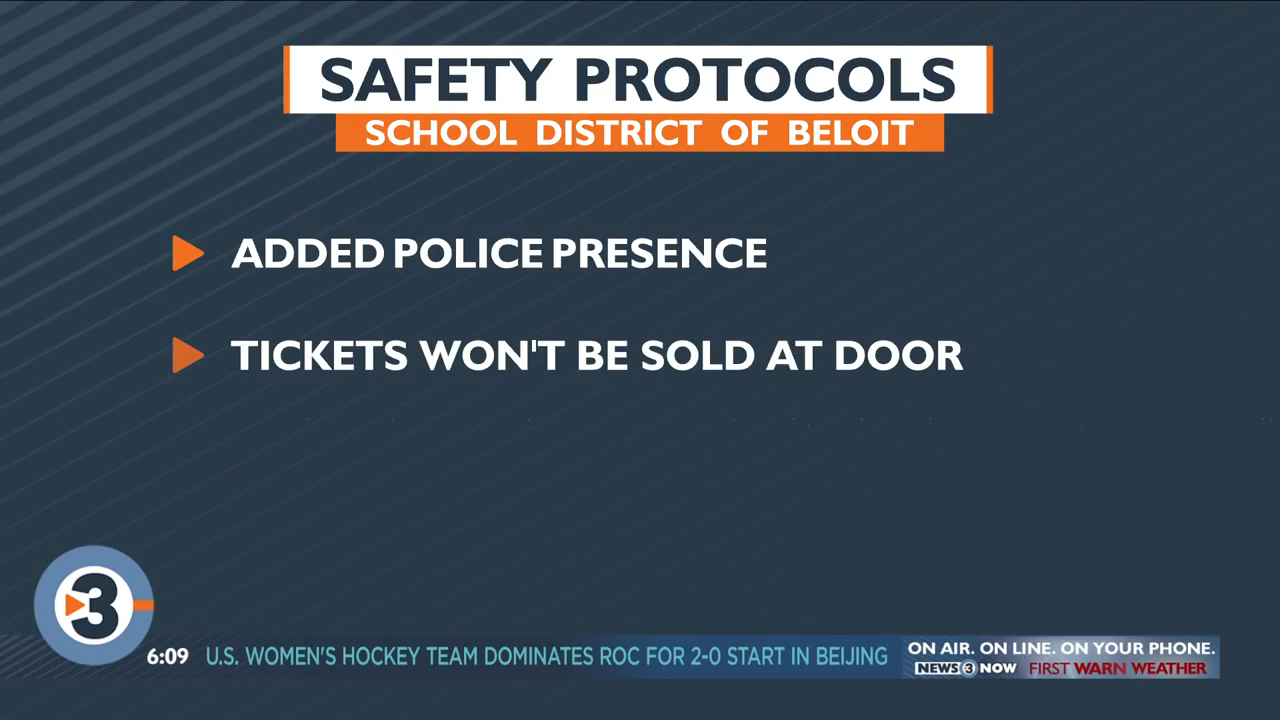 SAFETY PROTOCOLS
SCHOOL DISTRICT OF BELOIT
ADDED POLICE PRESENCE
TICKETS WON'T BE SOLD AT DOOR
3
6:09 U.S. WOMEN'S HOCKEY TEAM DOMINATES ROC FOR 2-0 START IN BEIJING
ON AIR. ON LINE. ON YOUR PHONE.
NEWS 3 NOW FIRST WARN WEATHER